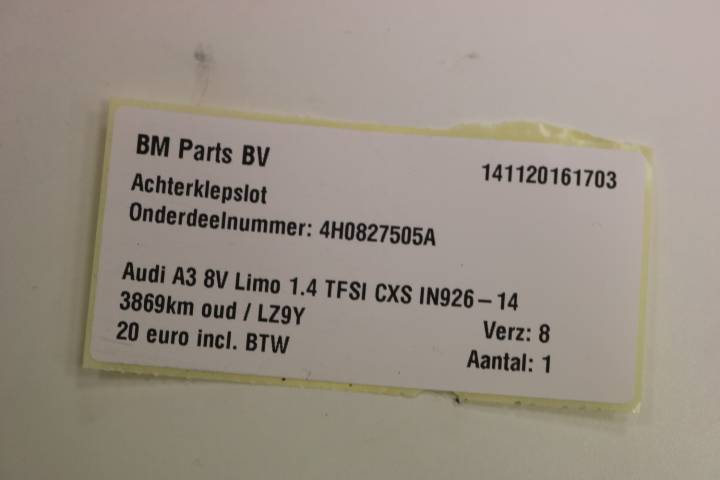 BM Parts BV 141120161703
Achterklepslot
Onderdeelnummer: 4H0827505A
Audi A3 8V Limo 1.4 TFSI CXS IN926-14
3869km oud / LZ9Y Verz: 8
20 euro incl. BTW Aantal: 1